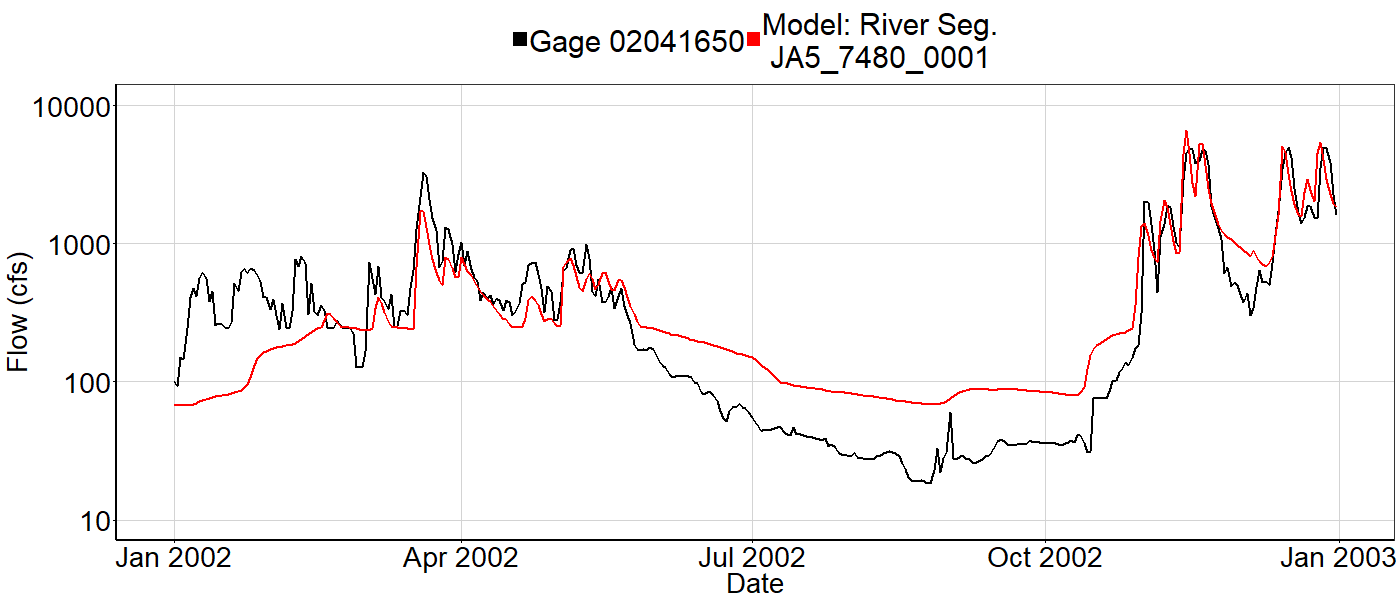 Gage 02041650
Model: River Seg.
JA5_7480_0001
Flow (cfs)
10000
1000
100
10
Jan 2002
Apr 2002
Jul 2002
Oct 2002
Jan 2003
Date